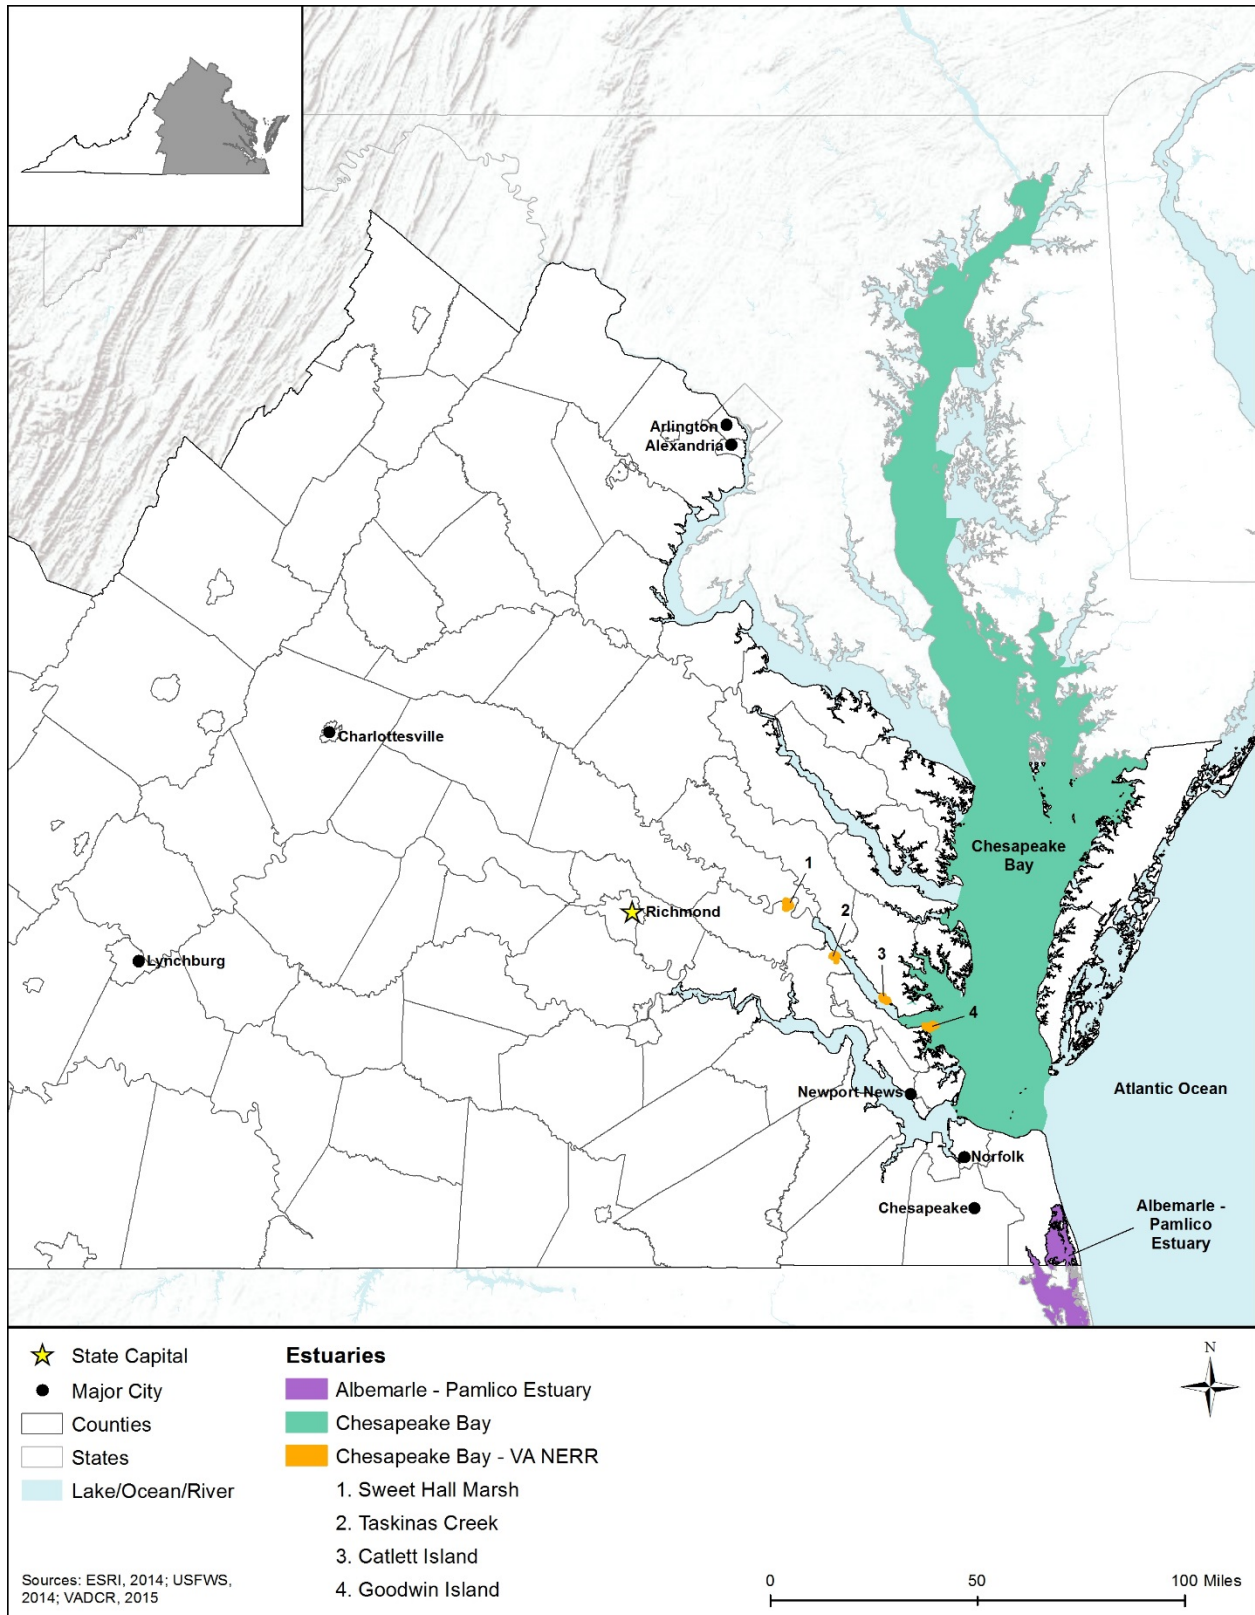 Arlington
Alexandria
Charlottesville
Chesapeake
Bay
1
Richmond
2
Lynchburg
3
4
Newport News
Atlantic Ocean
Norfolk
Chesapeake
Albemarle -
Pamlico
Estuary
State Capital
Major City
Counties
States
Lake/Ocean/River
Sources: ESRI, 2014; USFWS,
2014; VADCR, 2015
Estuaries
Albemarle - Pamlico Estuary
Chesapeake Bay
Chesapeake Bay - VA NERR
1. Sweet Hall Marsh
2. Taskinas Creek
3. Catlett Island
4. Goodwin Island
N
0 50 100 Miles